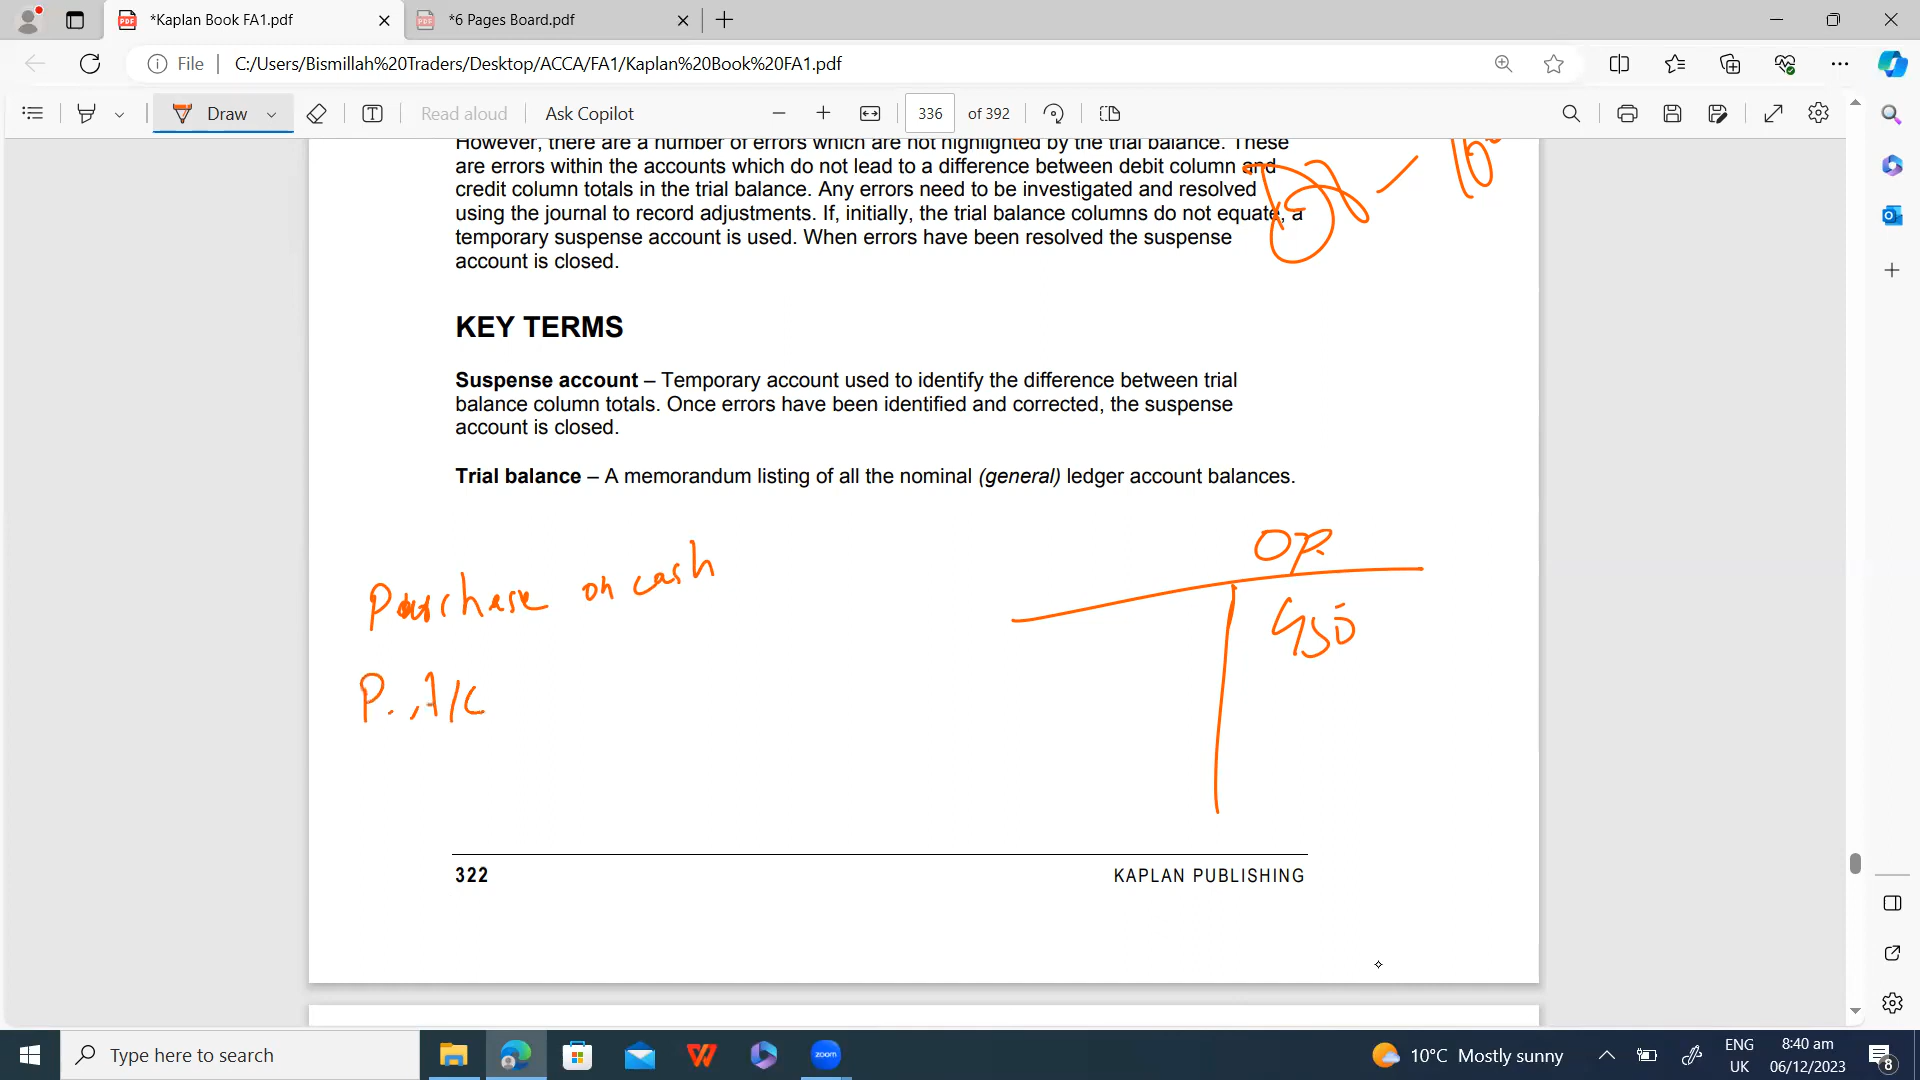 *Kaplan Book FA1.pdf
*6 Pages Board.pdf
File
C:/Users/Bismillah%20Traders/Desktop/ACCA/FA1/Kaplan%20Book%20FA1.pdf
Draw
Read aloud
Ask Copilot
336
of 392
However, there are a number of errors which are not highlighted by the trial balance. These
are errors within the accounts which do not lead to a difference between debit column and
credit column totals in the trial balance. Any errors need to be investigated and resolved
using the journal to record adjustments. If, initially, the trial balance columns do not equate, a
temporary suspense account is used. When errors have been resolved the suspense
account is closed.
KEY TERMS
Suspense account – Temporary account used to identify the difference between trial
balance column totals. Once errors have been identified and corrected, the suspense
account is closed.
Trial balance – A memorandum listing of all the nominal (general) ledger account balances.
Purchase on cash
P. A/C
322
KAPLAN PUBLISHING
Type here to search
zoom
10°C Mostly sunny
ENG
UK
8:40 am
06/12/2023
8